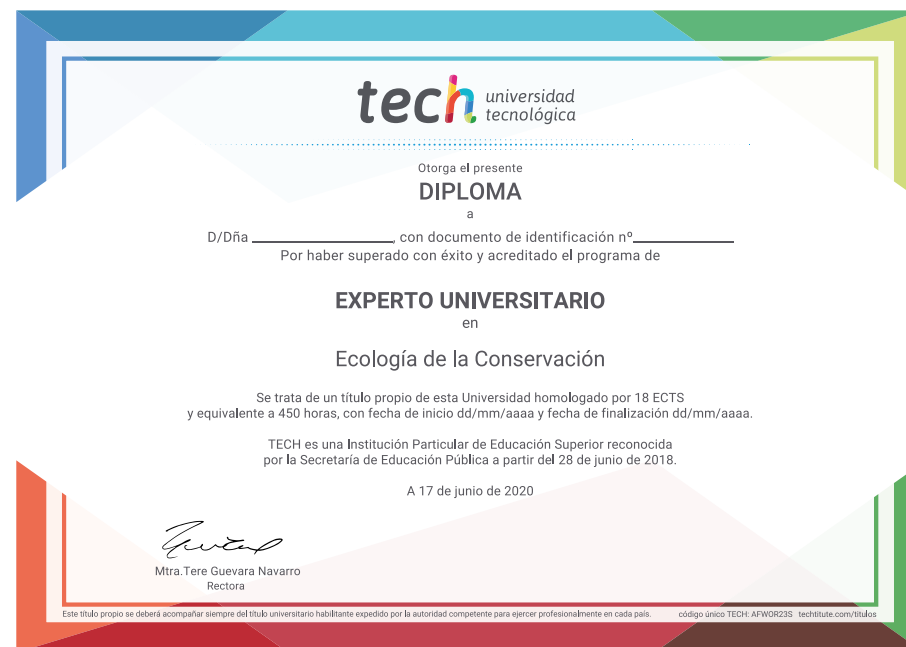 tech universidad
tecnológica
Otorga el presente
DIPLOMA
a
D/Dña ____________________, con documento de identificación nº______________
Por haber superado con éxito y acreditado el programa de
EXPERTO UNIVERSITARIO
en
Ecología de la Conservación
Se trata de un título propio de esta Universidad homologado por 18 ECTS
y equivalente a 450 horas, con fecha de inicio dd/mm/aaaa y fecha de finalización dd/mm/aaaa.
TECH es una Institución Particular de Educación Superior reconocida
por la Secretaría de Educación Pública a partir del 28 de junio de 2018.
A 17 de junio de 2020
Mtra.Tere Guevara Navarro
Rectora
Este título propio se deberá acompañar siempre del título universitario habilitante expedido por la autoridad competente para ejercer profesionalmente en cada país. código único TECH: AFWOR23S techtitute.com/titulos